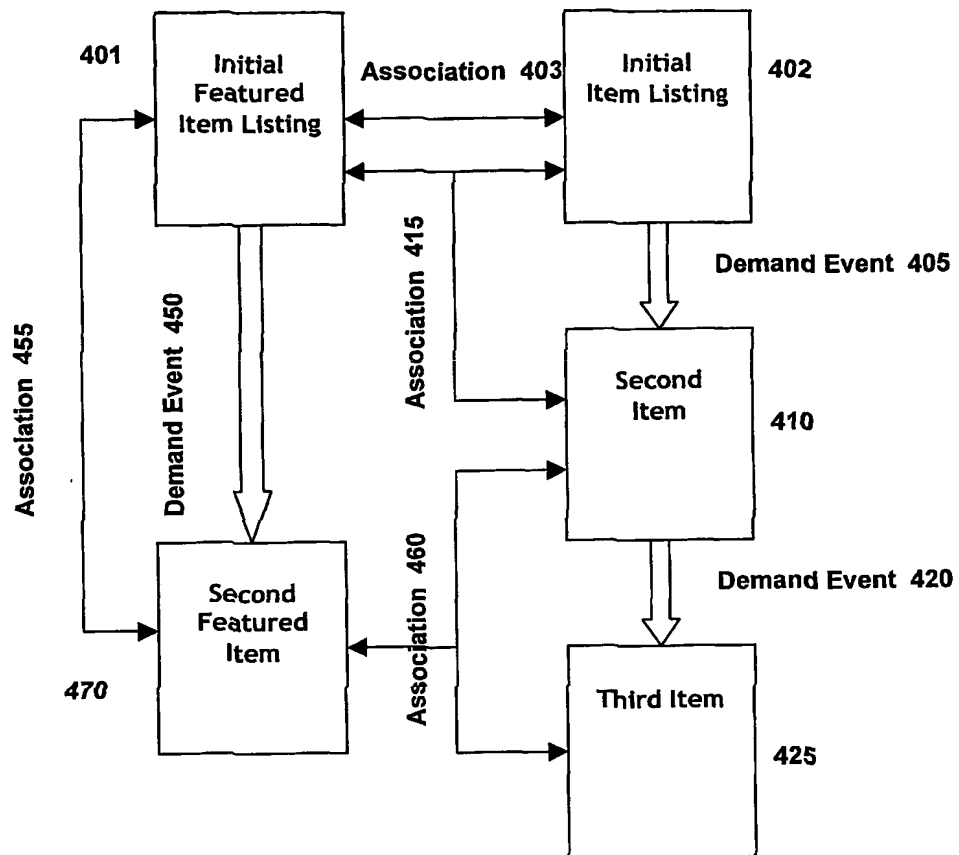 401
Initial
Featured
Item Listing
Association 403
Initial
Item Listing
402
Demand Event 405
Association 415
Association 455
Demand Event 450
Second
Item
410
Association 460
Demand Event 420
Second
Featured
Item
470
Third Item
425